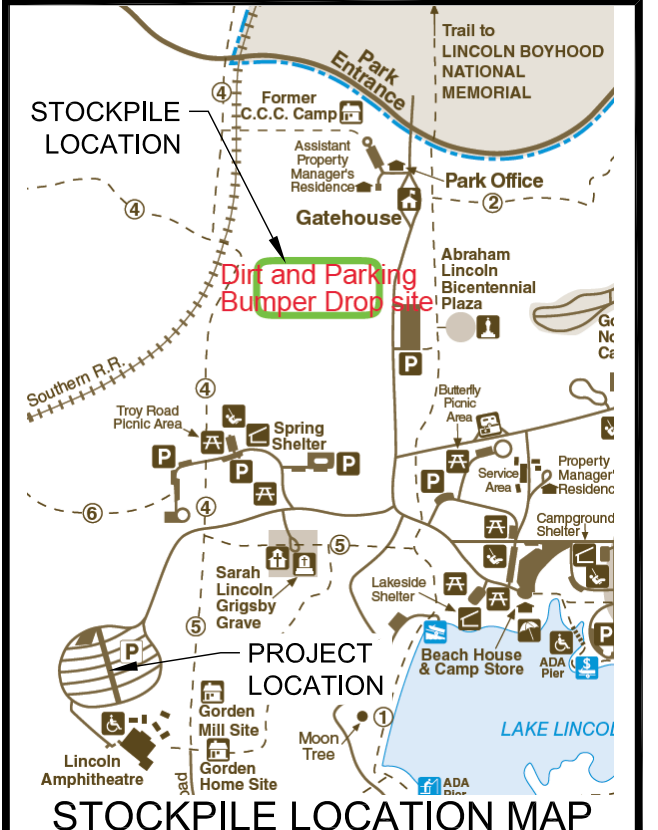 Trail to
LINCOLN BOYHOOD
NATIONAL
MEMORIAL
Park
Entrance
4
Former
C.C.C. Camp
STOCKPILE
LOCATION
Assistant
Property
Manager's
Residence
Park Office
2
4
Gatehouse
Abraham
Lincoln
Bicentennial
Plaza
Dirt and Parking
Bumper Drop site
P
Southern R.R.
4
Troy Road
Picnic Area
Spring
Shelter
Butterfly
Picnic
Area
P
P
P
Service
Area
Property
Manager'
Residenc
P
6
4
Campground
Shelter
5
Sarah
Lincoln
Grigsby
Grave
Lakeside
Shelter
5
P
P
Beach House
& Camp Store
ADA
Pier
PROJECT
LOCATION
Gorden
Mill Site
Moon
Tree
1
LAKE LINCOL
Lincoln
Amphitheatre
Gorden
Home Site
ADA
Pier
oad
STOCKPILE LOCATION MAP